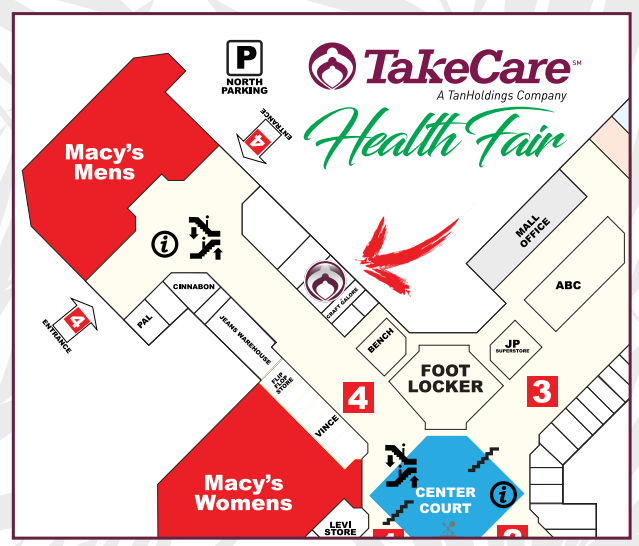 P
NORTH
PARKING
TakeCare SM
A TanHoldings Company
Health Fair
ENTRANCE
4
Macy's
Mens
i
MALL
OFFICE
ABC
CINNABON
PAL
4
ENTRANCE
JEANS WAREHOUSE
CRAFT GALORE
BENCH
JP
SUPERSTORE
FOOT
LOCKER
FLIP
FLOP
STORE
4
3
VINCE
Macy's
Womens
CENTER
COURT
i
LEVI
STORE